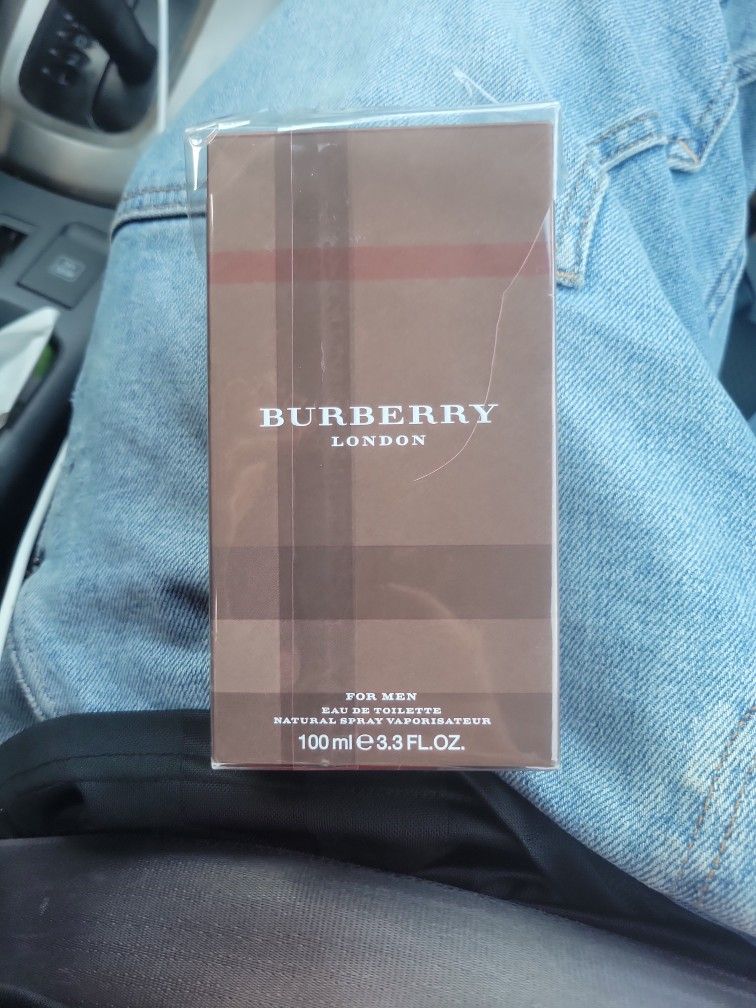 BURBERRY
LONDON
FOR MEN
EAU DE TOILETTE
NATURAL SPRAY VAPORISATEUR
100 ml ℮ 3.3 FL.OZ.